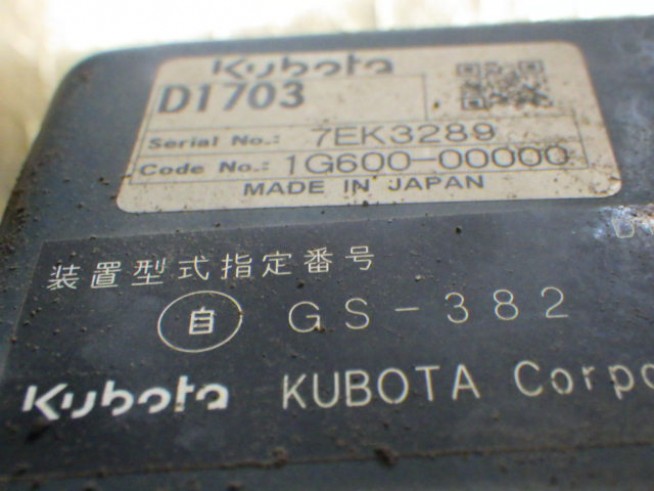 Kubota
D1703
Serial No.: 7EK3289
Code No.: 1G600-00000
MADE IN JAPAN
装置型式指定番号
自 GS-382
Kubota KUBOTA Corpo